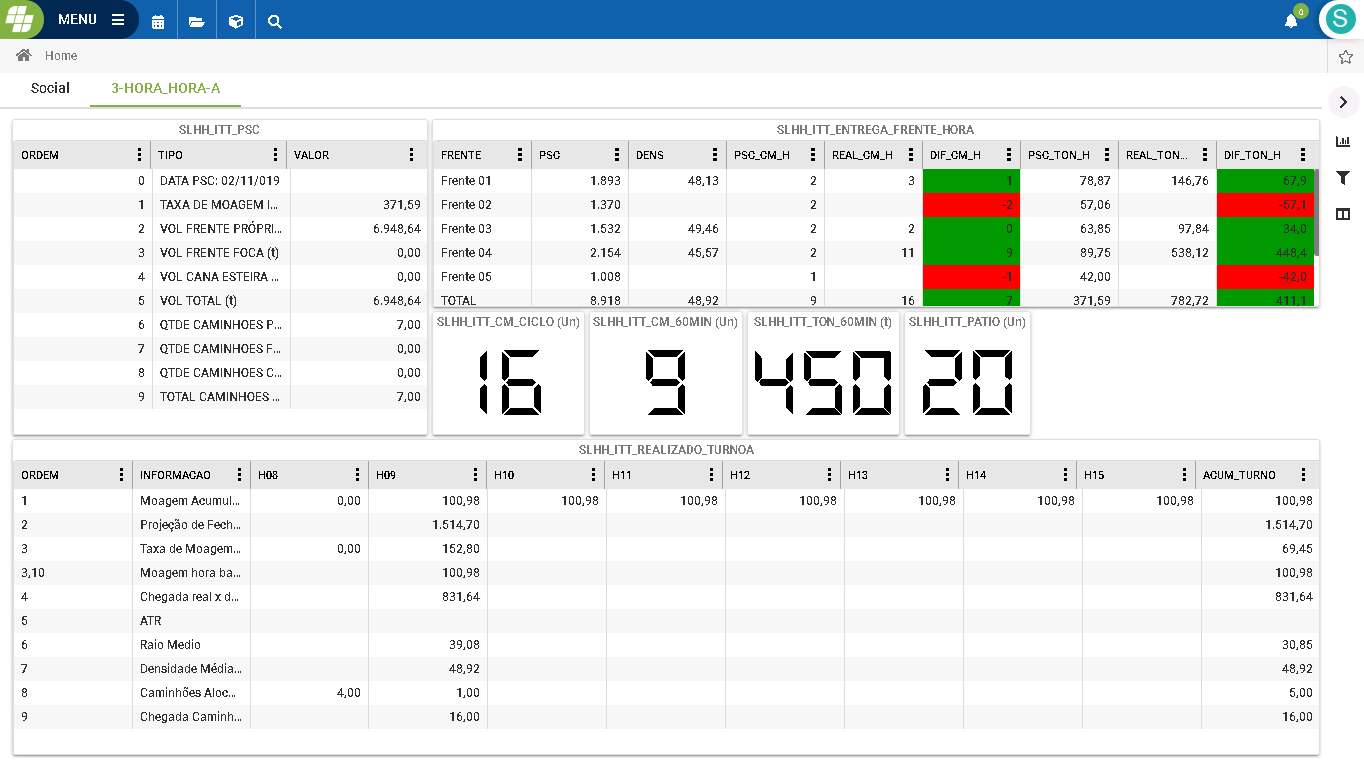 MENU
0
S
Home
Social 3-HORA_HORA-A
SLHH_ITT_PSC
ORDEM TIPO VALOR
0 DATA PSC: 02/11/019
1 TAXA DE MOAGEM I... 371,59
2 VOL FRENTE PRÓPRI... 6.948,64
3 VOL FRENTE FOCA (t) 0,00
4 VOL CANA ESTEIRA ... 0,00
5 VOL TOTAL (t) 6.948,64
6 QTDE CAMINHOES P... 7,00
7 QTDE CAMINHOES F... 0,00
8 QTDE CAMINHOES C... 0,00
9 TOTAL CAMINHOES ... 7,00
SLHH_ITT_ENTREGA_FRENTE_HORA
FRENTE PSC DENS PSC_CM_H REAL_CM_H DIF_CM_H PSC_TON_H REAL_TON... DIF_TON_H
Frente 01 1.893 48,13 2 3 1 78,87 146,76 67,9
Frente 02 1.370 2 -2 57,06 -57,1
Frente 03 1.532 49,46 2 2 0 63,85 97,84 34,0
Frente 04 2.154 45,57 2 11 9 89,75 538,12 448,4
Frente 05 1.008 1 -1 42,00 -42,0
TOTAL 8.918 48,92 9 16 7 371,59 782,72 411,1
SLHH_ITT_CM_CICLO (Un) SLHH_ITT_CM_60MIN (Un) SLHH_ITT_TON_60MIN (t) SLHH_ITT_PATIO (Un)
16 9 450 20
SLHH_ITT_REALIZADO_TURNOA
ORDEM INFORMACAO H08 H09 H10 H11 H12 H13 H14 H15 ACUM_TURNO
1 Moagem Acumul... 0,00 100,98 100,98 100,98 100,98 100,98 100,98 100,98 100,98
2 Projeção de Fech... 1.514,70 1.514,70
3 Taxa de Moagem... 0,00 152,80 69,45
3,10 Moagem hora ba... 100,98 100,98
4 Chegada real x d... 831,64 831,64
5 ATR
6 Raio Medio 39,08 30,85
7 Densidade Média... 48,92 48,92
8 Caminhões Aloc... 4,00 1,00 5,00
9 Chegada Caminh... 16,00 16,00